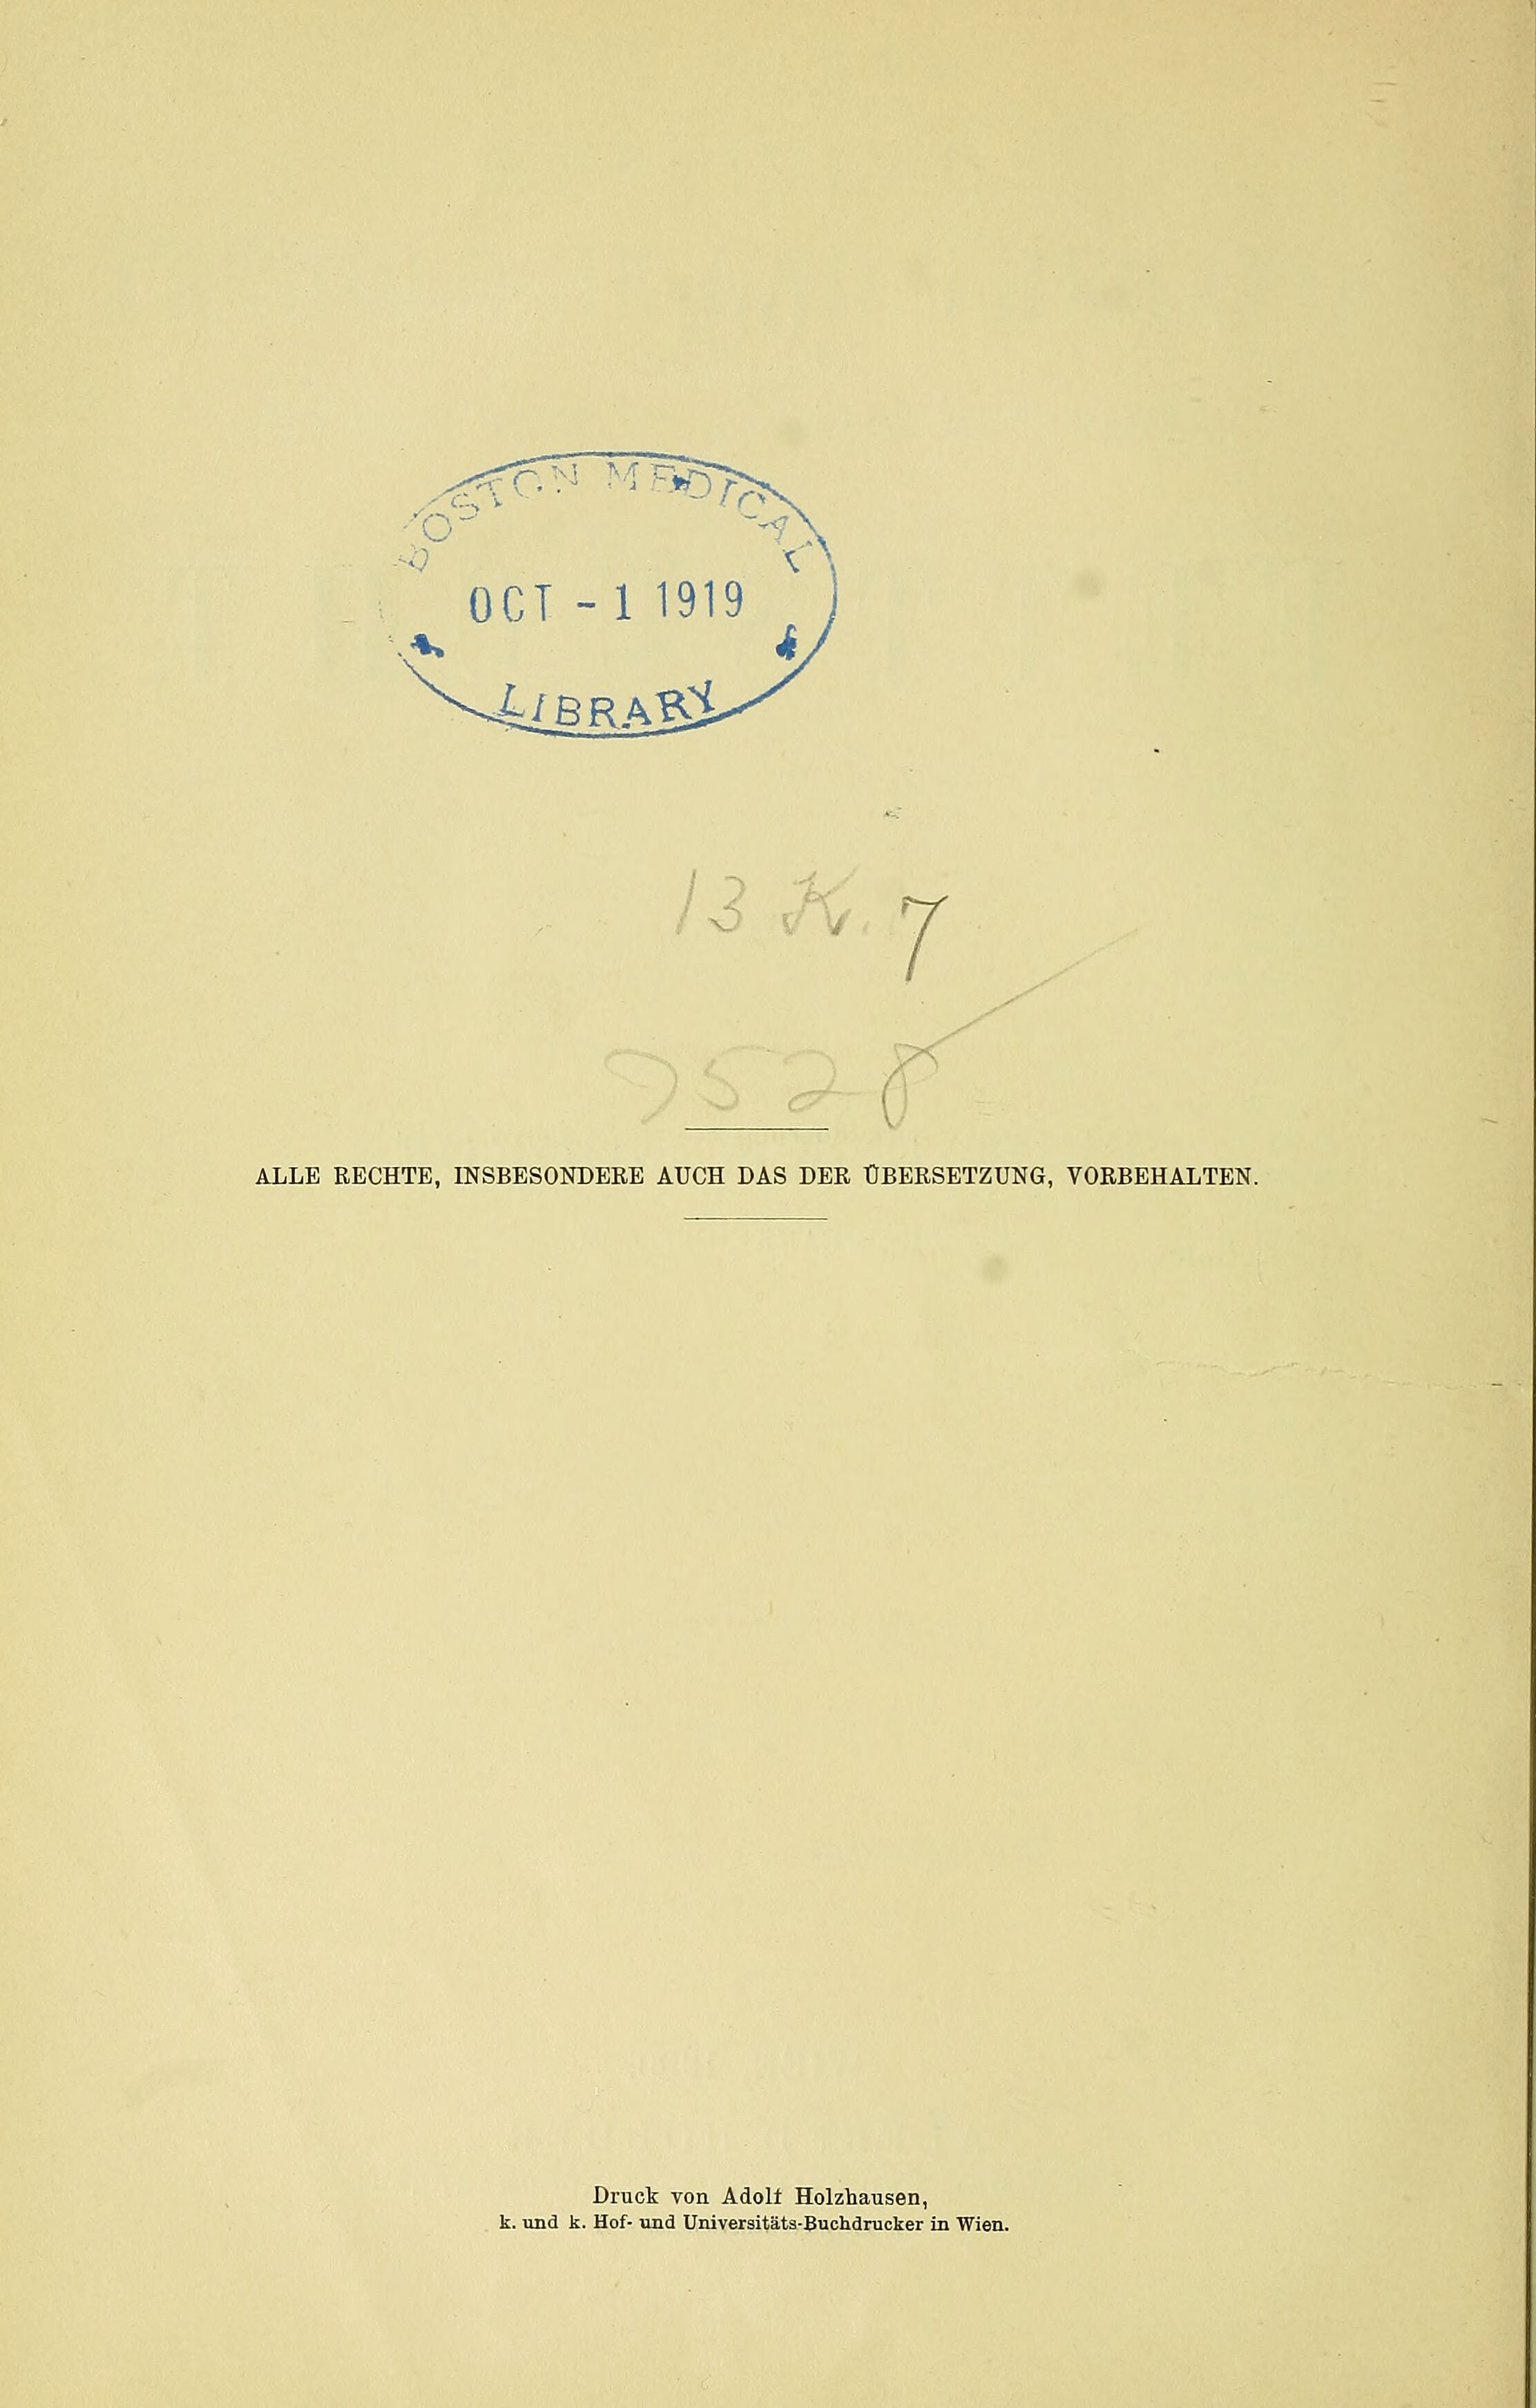 BOSTON MEDICAL
OCT - 1 1919
LIBRARY
13 K. 7
9528
ALLE RECHTE, INSBESONDERE AUCH DAS DER ÜBERSETZUNG, VORBEHALTEN.
Druck von Adolf Holzhausen,
k. und k. Hof- und Universitäts-Buchdrucker in Wien.